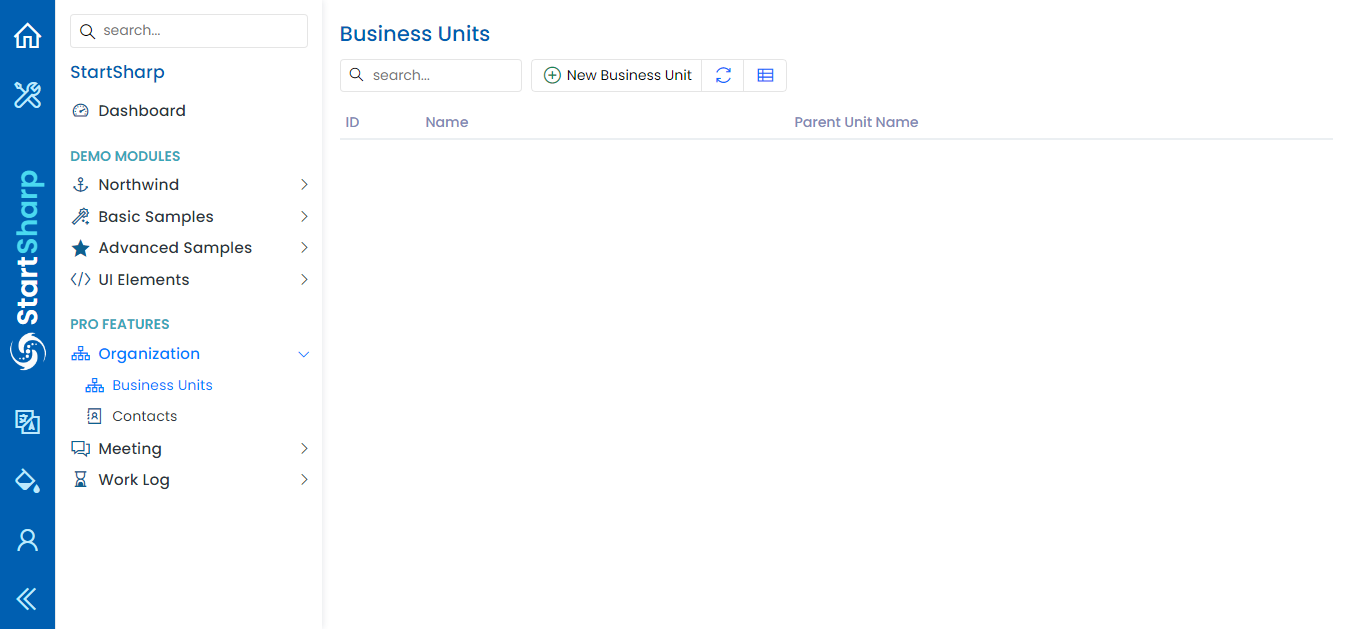 StartSharp
search...
StartSharp
Dashboard
DEMO MODULES
Northwind
Basic Samples
Advanced Samples
UI Elements
PRO FEATURES
Organization
Business Units
Contacts
Meeting
Work Log
Business Units
search...
New Business Unit
ID Name Parent Unit Name